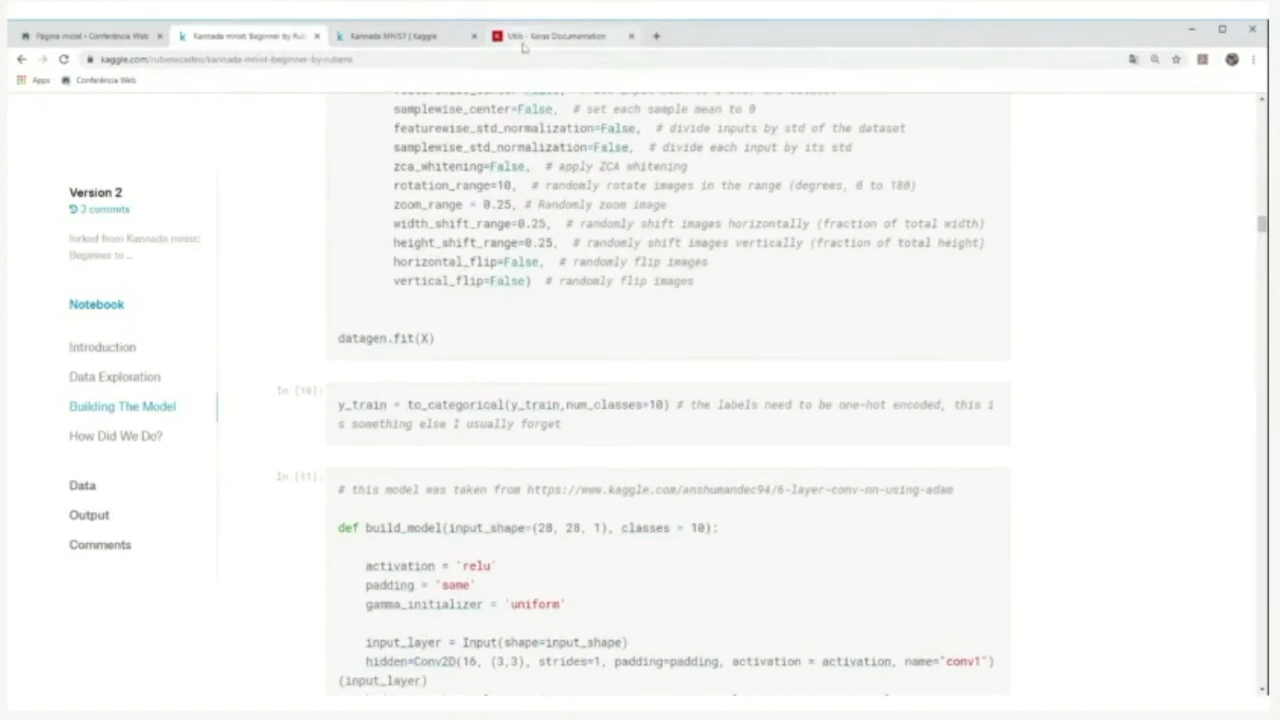 Página inicial • Conferência Web
Kannada mnist: Beginner by Rub
Kannada MNIST | Kaggle
Utils - Keras Documentation
kaggle.com/rubenscastro/kannada-mnist-beginner-by-rubens
Apps
Conferência Web
samplewise_center=False,  # set each sample mean to 0
featurewise_std_normalization=False,  # divide inputs by std of the dataset
samplewise_std_normalization=False,  # divide each input by its std
zca_whitening=False,  # apply ZCA whitening
rotation_range=10,  # randomly rotate images in the range (degrees, 0 to 180)
zoom_range = 0.25, # Randomly zoom image
width_shift_range=0.25,  # randomly shift images horizontally (fraction of total width)
height_shift_range=0.25,  # randomly shift images vertically (fraction of total height)
horizontal_flip=False,  # randomly flip images
vertical_flip=False)  # randomly flip images
datagen.fit(X)
Version 2
3 commits
forked from Kannada mnist:
Beginner to ...
Notebook
Introduction
Data Exploration
Building The Model
How Did We Do?
Data
Output
Comments
In [10]:
y_train = to_categorical(y_train,num_classes=10) # the labels need to be one-hot encoded, this i
s something else I usually forget
In [11]:
# this model was taken from https://www.kaggle.com/anshumandec94/6-layer-conv-nn-using-adam
def build_model(input_shape=(28, 28, 1), classes = 10):
activation = 'relu'
padding = 'same'
gamma_initializer = 'uniform'
input_layer = Input(shape=input_shape)
hidden=Conv2D(16, (3,3), strides=1, padding=padding, activation = activation, name="conv1")
(input_layer)